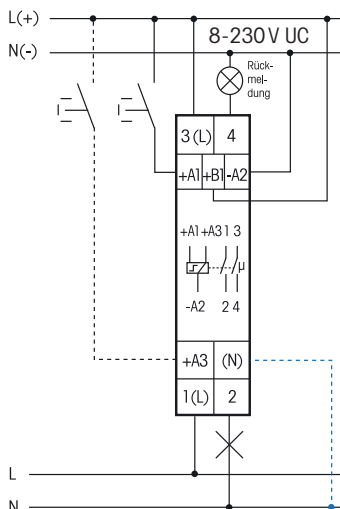 L(+)
N(-)
8-230 V UC
Rück-
mel-
dung
3 (L) 4
+A1 +B1 -A2
+A1 +A3 1 3
µ
-A2 2 4
+A3 (N)
1 (L) 2
L
N